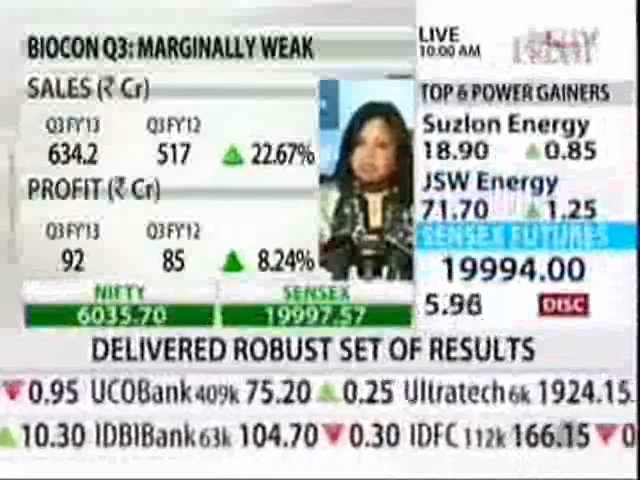 BIOCON Q3: MARGINALLY WEAK
SALES (₹ Cr)
Q3FY13 Q3FY12
634.2 517 22.67%
PROFIT (₹ Cr)
Q3FY13 Q3FY12
92 85 8.24%
NIFTY SENSEX
6035.70 19997.57
LIVE
10:00 AM
TOP 6 POWER GAINERS
Suzlon Energy
18.90 0.85
JSW Energy
71.70 1.25
SENSEX FUTURES
19994.00
5.96 DISC
DELIVERED ROBUST SET OF RESULTS
0.95 UCOBank 409k 75.20 0.25 Ultratech 6k 1924.15
10.30 IDBIBank 63k 104.70 0.30 IDFC 112k 166.15 0